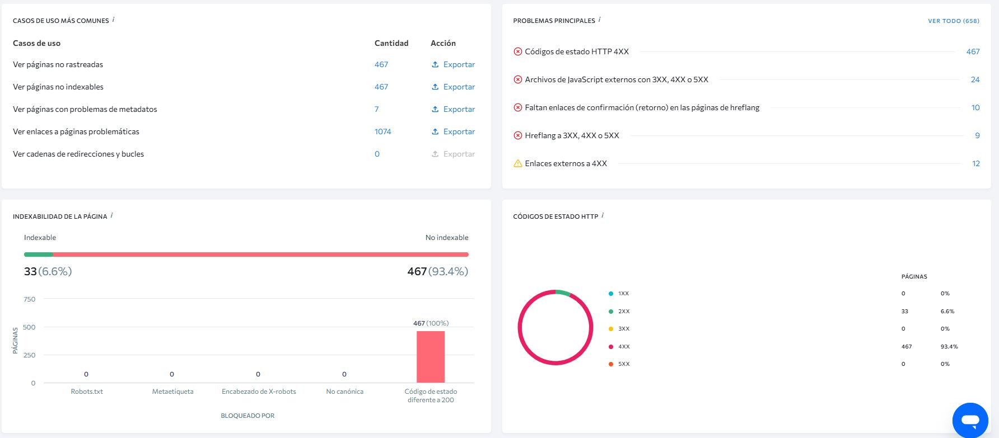 CASOS DE USO MÁS COMUNES i
Casos de uso Cantidad Acción
Ver páginas no rastreadas 467 Exportar
Ver páginas no indexables 467 Exportar
Ver páginas con problemas de metadatos 7 Exportar
Ver enlaces a páginas problemáticas 1074 Exportar
Ver cadenas de redirecciones y bucles 0 Exportar
PROBLEMAS PRINCIPALES i VER TODO (658)
Códigos de estado HTTP 4XX 467
Archivos de JavaScript externos con 3XX, 4XX o 5XX 24
Faltan enlaces de confirmación (retorno) en las páginas de hreflang 10
Hreflang a 3XX, 4XX o 5XX 9
Enlaces externos a 4XX 12
INDEXABILIDAD DE LA PÁGINA i
Indexable No indexable
33 (6.6%) 467 (93.4%)
750
500
250
0
PÁGINAS
0 0 0 0 467 (100%)
Robots.txt Metaetiqueta Encabezado de X-robots No canónica Código de estado
diferente a 200
BLOQUEADO POR
CÓDIGOS DE ESTADO HTTP i
PÁGINAS
1XX 0 0%
2XX 33 6.6%
3XX 0 0%
4XX 467 93.4%
5XX 0 0%